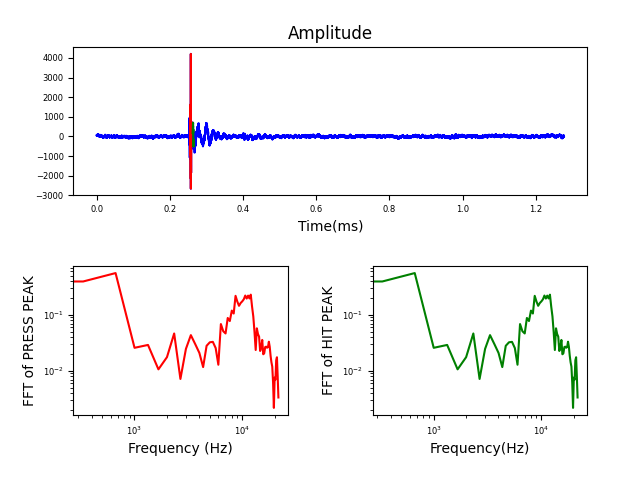 Amplitude
4000
3000
2000
1000
0
−1000
−2000
−3000
0.0 0.2 0.4 0.6 0.8 1.0 1.2
Time(ms)
FFT of PRESS PEAK
10⁻¹
10⁻²
10³ 10⁴
Frequency (Hz)
FFT of HIT PEAK
10⁻¹
10⁻²
10³ 10⁴
Frequency(Hz)